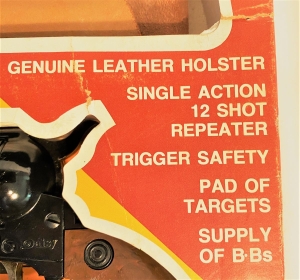 GENUINE LEATHER HOLSTER
SINGLE ACTION
12 SHOT
REPEATER
TRIGGER SAFETY
PAD OF
TARGETS
SUPPLY
OF B·Bs